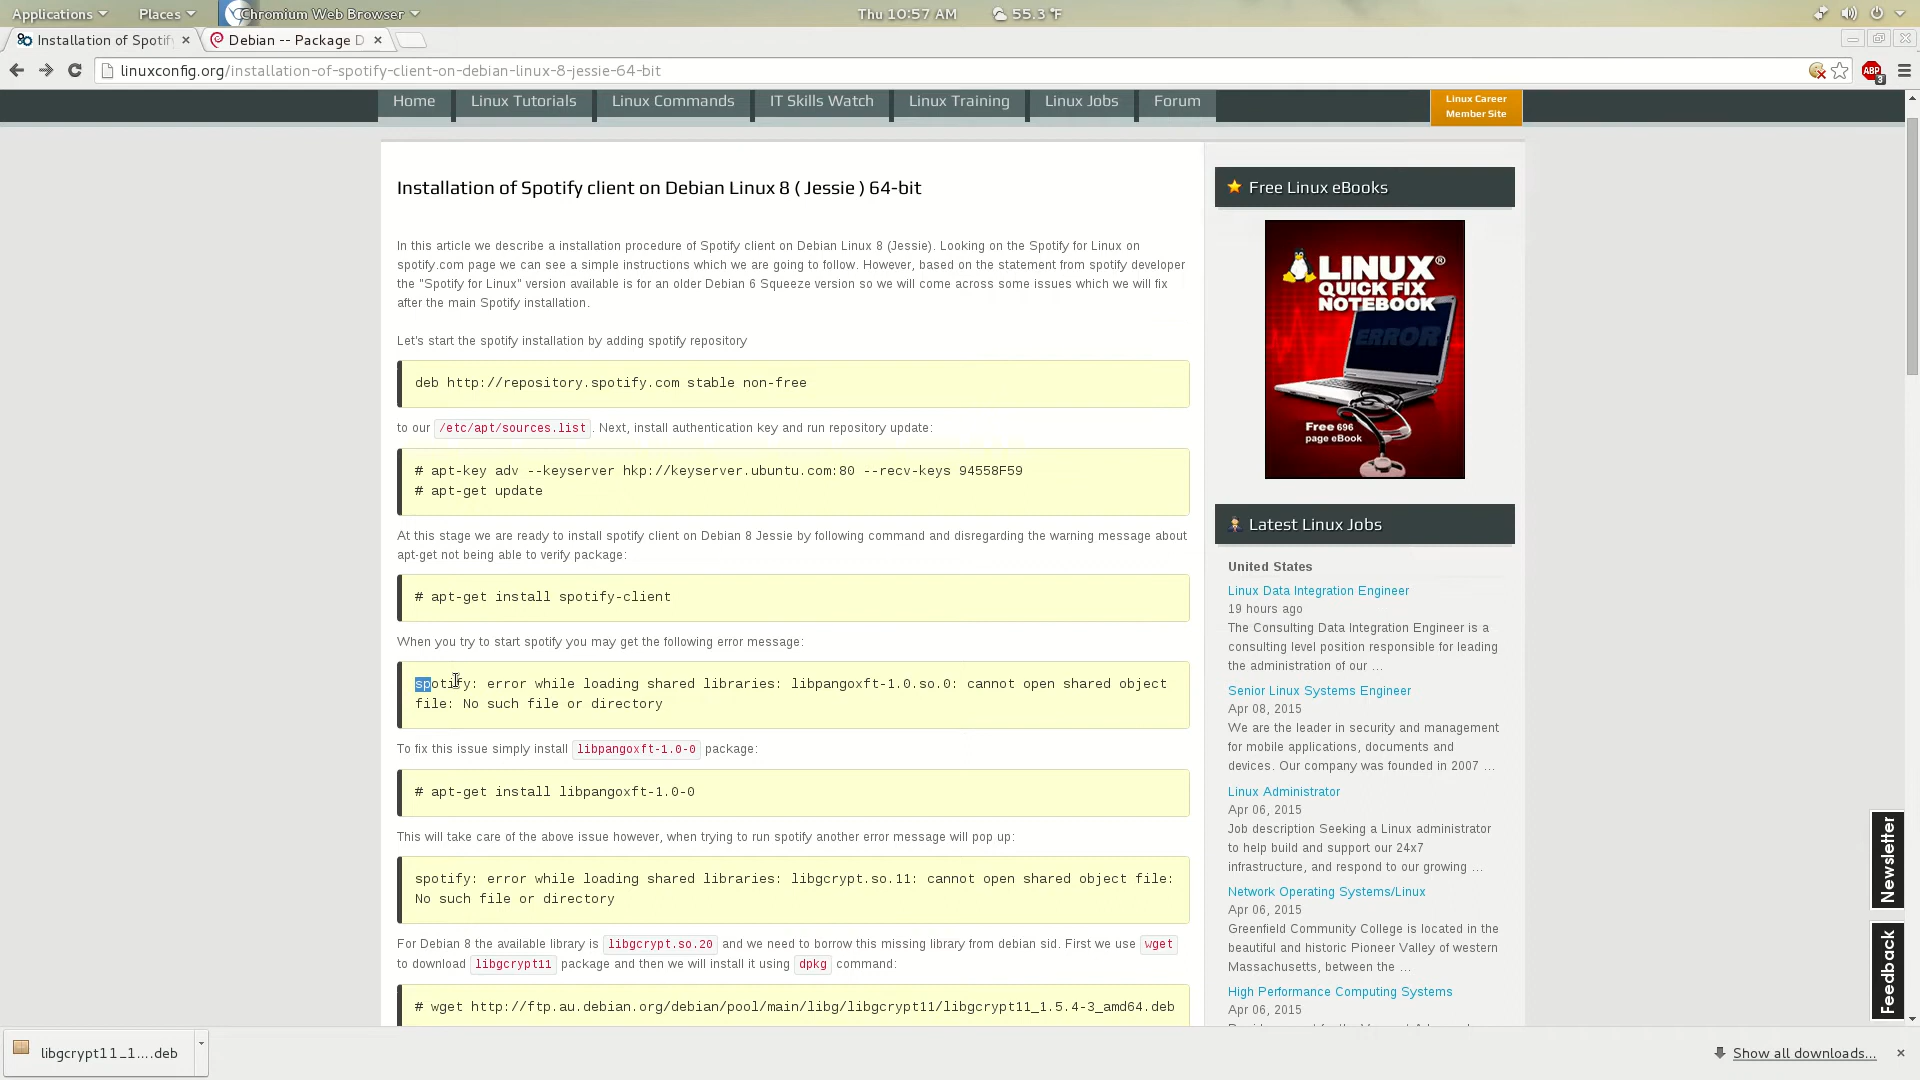 Applications Places Chromium Web Browser Thu 10:57 AM 55.3 °F
Installation of Spotif Debian -- Package D
linuxconfig.org/installation-of-spotify-client-on-debian-linux-8-jessie-64-bit ABP 3
Home Linux Tutorials Linux Commands IT Skills Watch Linux Training Linux Jobs Forum
Linux Career
Member Site
Installation of Spotify client on Debian Linux 8 ( Jessie ) 64-bit
In this article we describe a installation procedure of Spotify client on Debian Linux 8 (Jessie). Looking on the Spotify for Linux on
spotify.com page we can see a simple instructions which we are going to follow. However, based on the statement from spotify developer
the "Spotify for Linux" version available is for an older Debian 6 Squeeze version so we will come across some issues which we will fix
after the main Spotify installation.
Let's start the spotify installation by adding spotify repository
deb http://repository.spotify.com stable non-free
to our /etc/apt/sources.list . Next, install authentication key and run repository update:
# apt-key adv --keyserver hkp://keyserver.ubuntu.com:80 --recv-keys 94558F59
# apt-get update
At this stage we are ready to install spotify client on Debian 8 Jessie by following command and disregarding the warning message about
apt-get not being able to verify package:
# apt-get install spotify-client
When you try to start spotify you may get the following error message:
spotify: error while loading shared libraries: libpangoxft-1.0.so.0: cannot open shared object
file: No such file or directory
To fix this issue simply install libpangoxft-1.0-0 package:
# apt-get install libpangoxft-1.0-0
This will take care of the above issue however, when trying to run spotify another error message will pop up:
spotify: error while loading shared libraries: libgcrypt.so.11: cannot open shared object file:
No such file or directory
For Debian 8 the available library is libgcrypt.so.20 and we need to borrow this missing library from debian sid. First we use wget
to download libgcrypt11 package and then we will install it using dpkg command:
# wget http://ftp.au.debian.org/debian/pool/main/libg/libgcrypt11/libgcrypt11_1.5.4-3_amd64.deb
Free Linux eBooks
LINUX®
QUICK FIX
NOTEBOOK
ERROR
Free 696
page eBook
Latest Linux Jobs
United States
Linux Data Integration Engineer
19 hours ago
The Consulting Data Integration Engineer is a
consulting level position responsible for leading
the administration of our ...
Senior Linux Systems Engineer
Apr 08, 2015
We are the leader in security and management
for mobile applications, documents and
devices. Our company was founded in 2007 ...
Linux Administrator
Apr 06, 2015
Job description Seeking a Linux administrator
to help build and support our 24x7
infrastructure, and respond to our growing ...
Network Operating Systems/Linux
Apr 06, 2015
Greenfield Community College is located in the
beautiful and historic Pioneer Valley of western
Massachusetts, between the ...
High Performance Computing Systems
Apr 06, 2015
Newsletter
Feedback
libgcrypt11_1....deb Show all downloads...